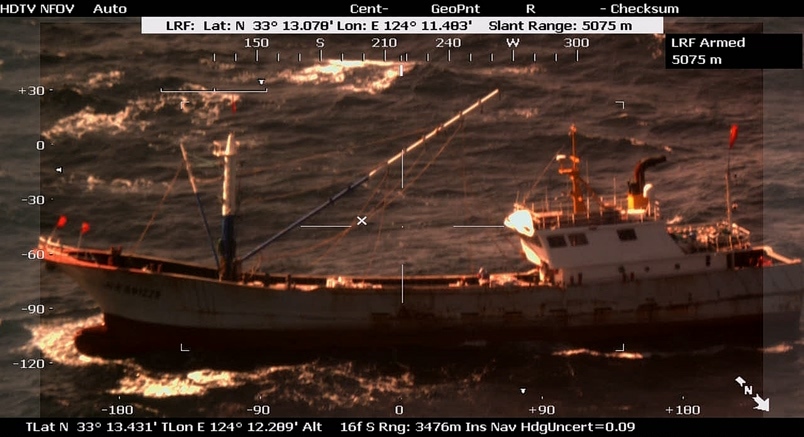 HDTV NFOV Auto Cent- GeoPnt R - Checksum
LRF: Lat: N 33° 13.078' Lon: E 124° 11.483' Slant Range: 5075 m
LRF Armed
5075 m
150 S 210 240 W 300
+30
0
-30
-60
-90
-120
-180 -90 0 +90 +180
N
TLat N 33° 13.431' TLon E 124° 12.289' Alt 16f S Rng: 3476m Ins Nav HdgUncert=0.09